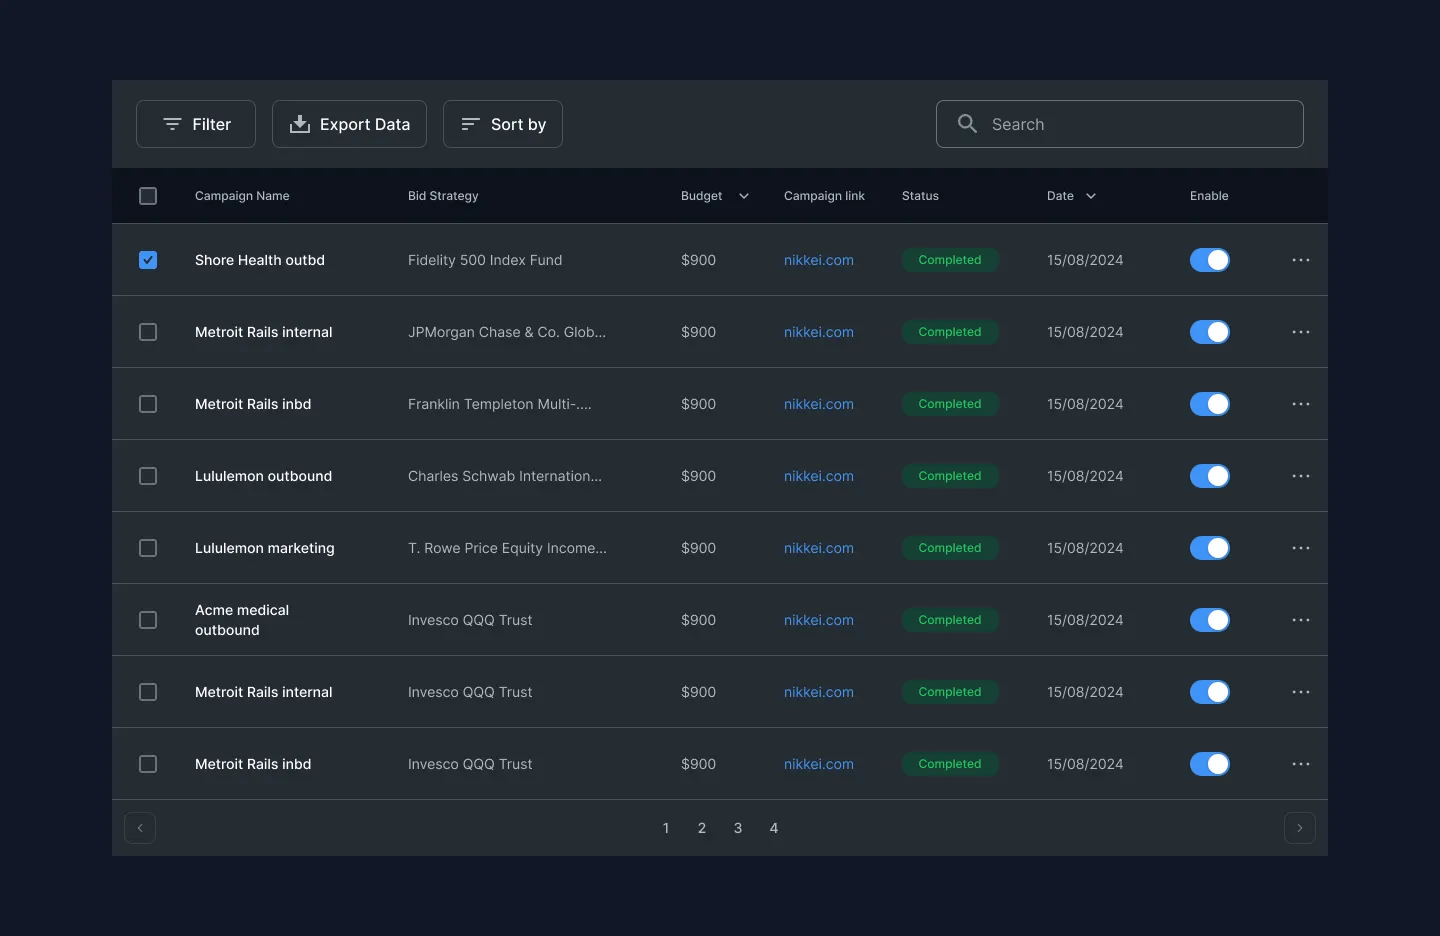 Filter Export Data Sort by Search
Campaign Name Bid Strategy Budget Campaign link Status Date Enable
Shore Health outbd Fidelity 500 Index Fund $900 nikkei.com Completed 15/08/2024 ...
Metroit Rails internal JPMorgan Chase & Co. Glob... $900 nikkei.com Completed 15/08/2024 ...
Metroit Rails inbd Franklin Templeton Multi-.... $900 nikkei.com Completed 15/08/2024 ...
Lululemon outbound Charles Schwab Internation... $900 nikkei.com Completed 15/08/2024 ...
Lululemon marketing T. Rowe Price Equity Income... $900 nikkei.com Completed 15/08/2024 ...
Acme medical
outbound Invesco QQQ Trust $900 nikkei.com Completed 15/08/2024 ...
Metroit Rails internal Invesco QQQ Trust $900 nikkei.com Completed 15/08/2024 ...
Metroit Rails inbd Invesco QQQ Trust $900 nikkei.com Completed 15/08/2024 ...
1 2 3 4